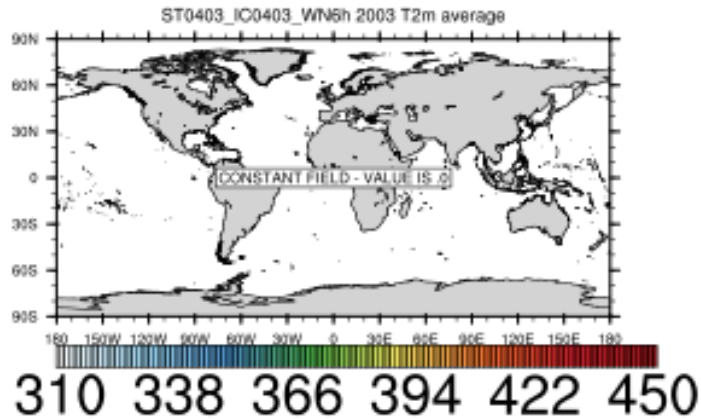 ST0403_IC0403_WN6h 2003 T2m average
90N
60N
30N
0
30S
60S
90S
CONSTANT FIELD - VALUE IS .0
180 150W 120W 90W 60W 30W 0 30E 60E 90E 120E 150E 180
310 338 366 394 422 450